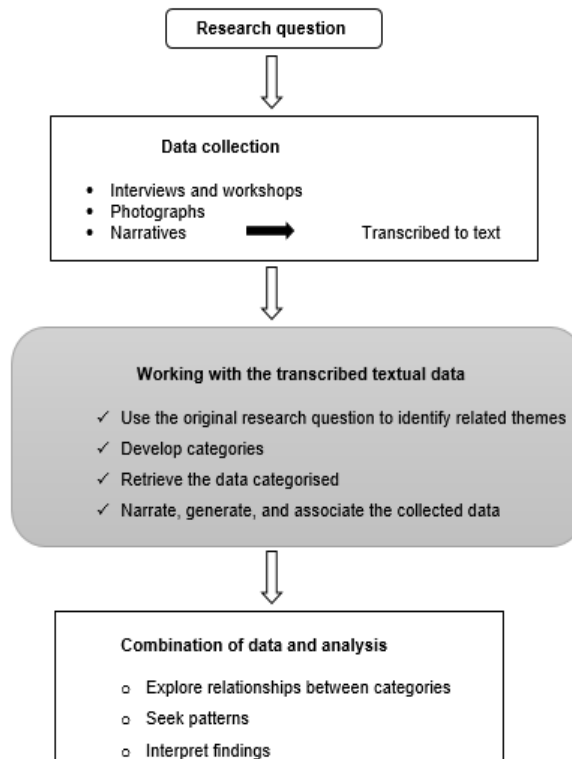 Research question
Data collection
• Interviews and workshops
• Photographs
• Narratives Transcribed to text
Working with the transcribed textual data
✓ Use the original research question to identify related themes
✓ Develop categories
✓ Retrieve the data categorised
✓ Narrate, generate, and associate the collected data
Combination of data and analysis
o Explore relationships between categories
o Seek patterns
o Interpret findings